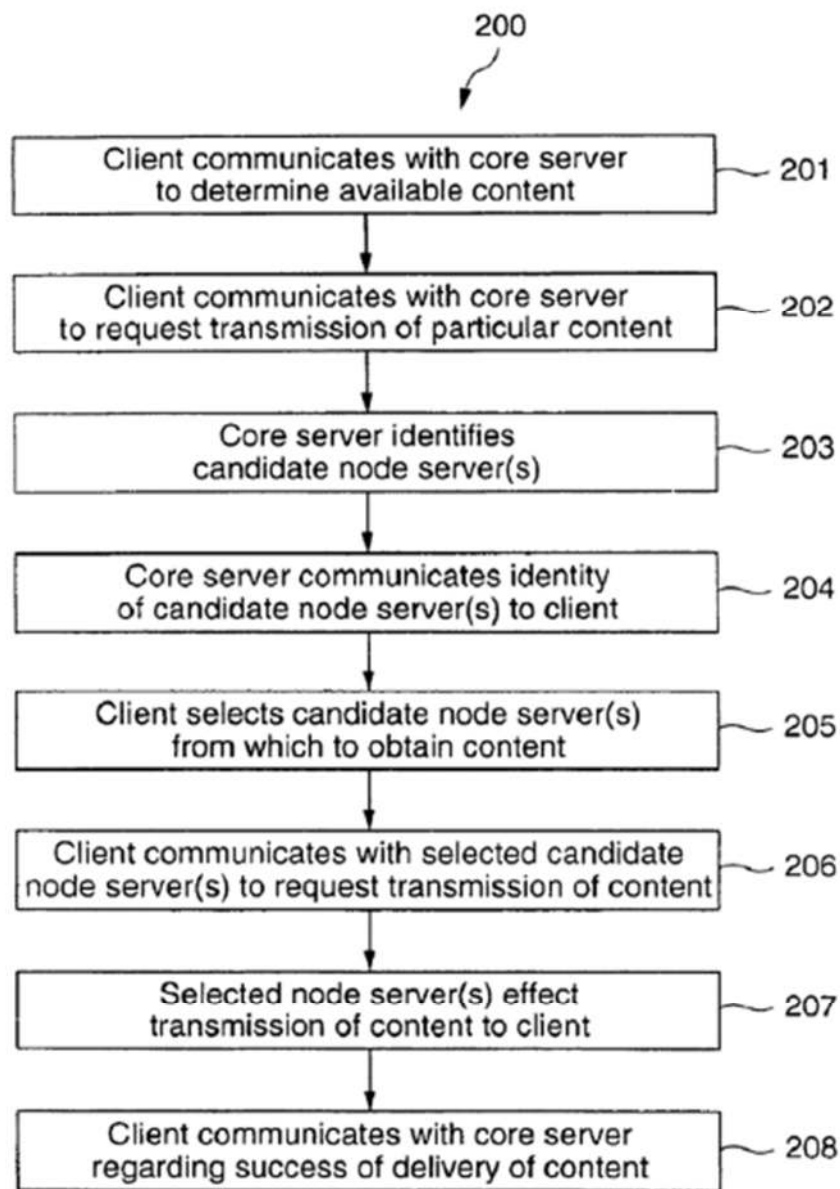 200
Client communicates with core server
to determine available content
201
Client communicates with core server
to request transmission of particular content
202
Core server identifies
candidate node server(s)
203
Core server communicates identity
of candidate node server(s) to client
204
Client selects candidate node server(s)
from which to obtain content
205
Client communicates with selected candidate
node server(s) to request transmission of content
206
Selected node server(s) effect
transmission of content to client
207
Client communicates with core server
regarding success of delivery of content
208